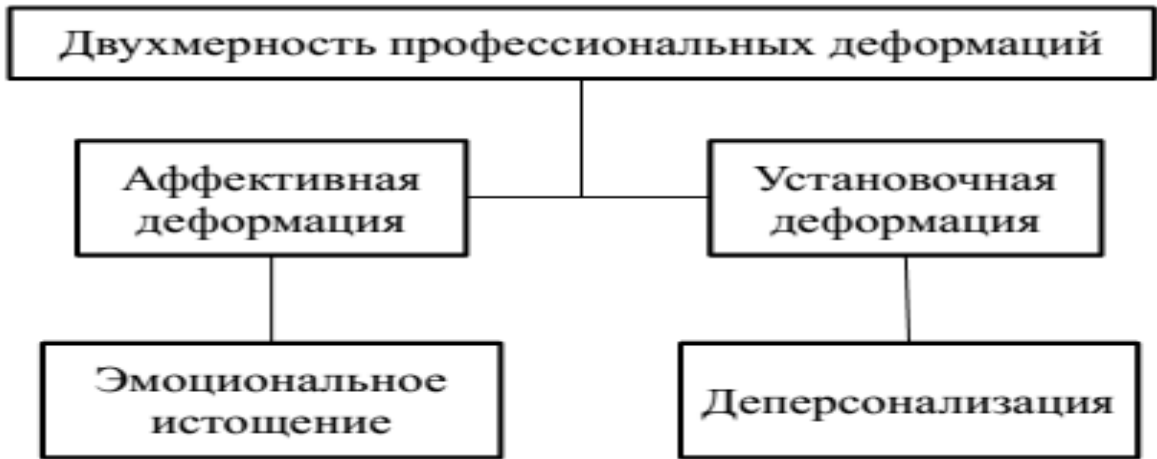 Двухмерность профессиональных деформаций
Аффективная
деформация
Установочная
деформация
Эмоциональное
истощение
Деперсонализация